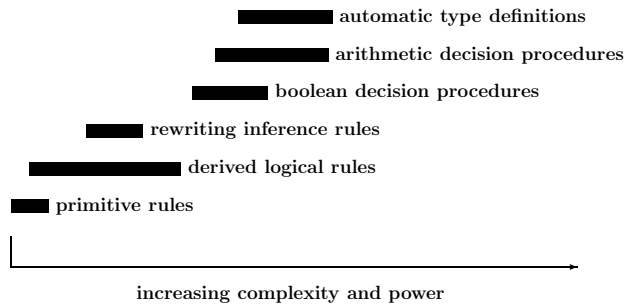 automatic type definitions
arithmetic decision procedures
boolean decision procedures
rewriting inference rules
derived logical rules
primitive rules
increasing complexity and power